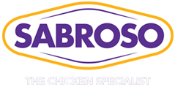 SABROSO
THE CHICKEN SPECIALIST